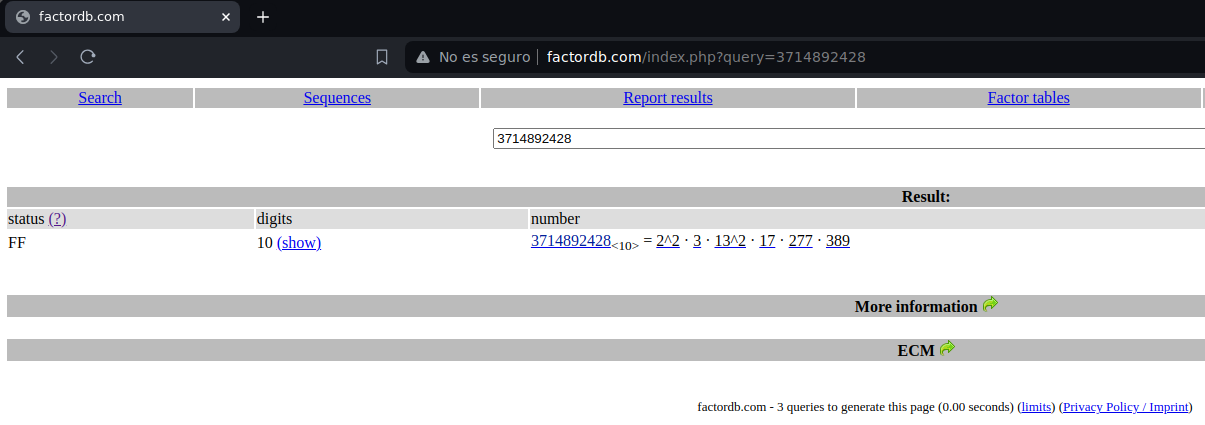 factordb.com
No es seguro factordb.com/index.php?query=3714892428
Search Sequences Report results Factor tables
3714892428
Result:
status (?) digits number
FF 10 (show) 3714892428<10> = 2^2 · 3 · 13^2 · 17 · 277 · 389
More information
ECM
factordb.com - 3 queries to generate this page (0.00 seconds) (limits) (Privacy Policy / Imprint)